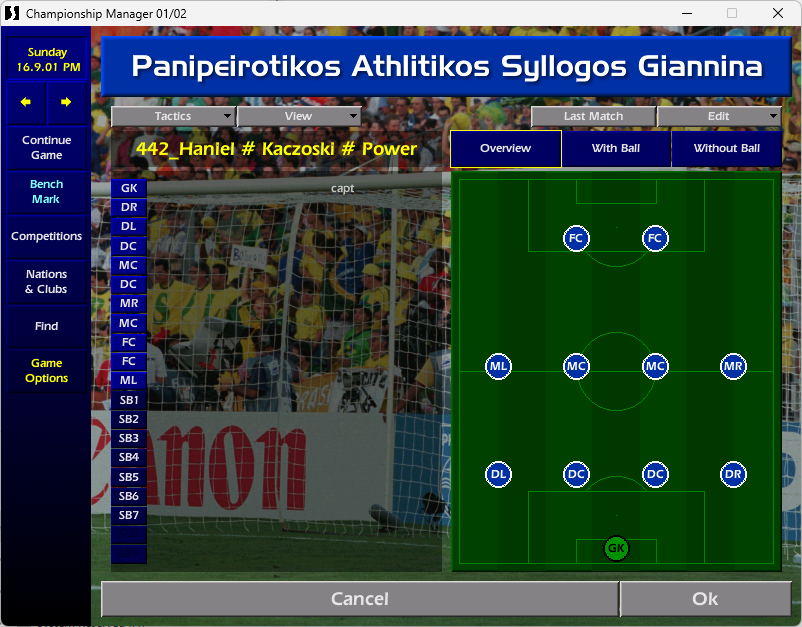 Championship Manager 01/02
Sunday
16.9.01 PM
Continue
Game
Bench
Mark
Competitions
Nations
& Clubs
Find
Game
Options
Panipeirotikos Athlitikos Syllogos Giannina
Tactics
View
Last Match
Edit
442_Haniel # Kaczoski # Power
Overview
With Ball
Without Ball
GK
capt
DR
DL
DC
MC
DC
MR
MC
FC
FC
ML
SB1
SB2
SB3
SB4
SB5
SB6
SB7
FC FC
ML MC MC MR
DL DC DC DR
GK
anon
Cancel
Ok